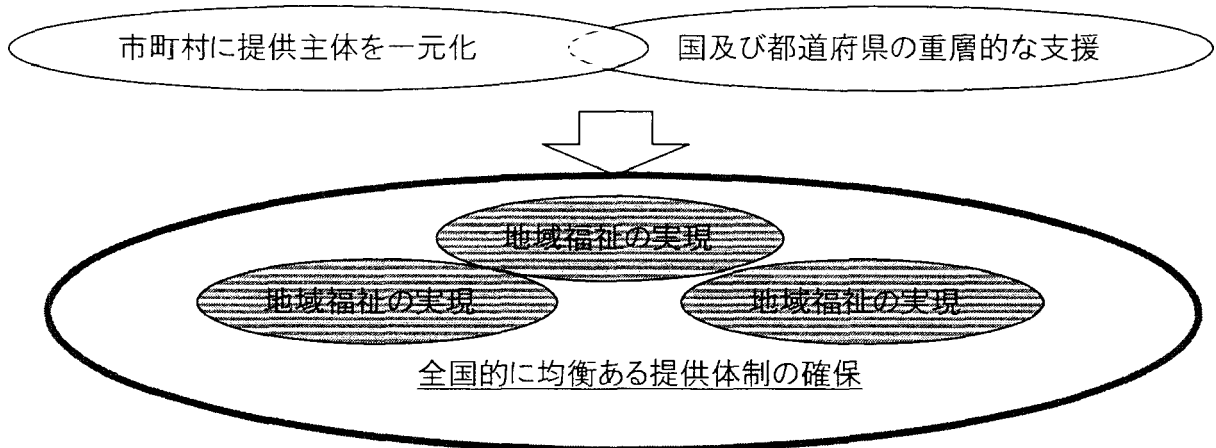 市町村に提供主体を一元化
国及び都道府県の重層的な支援
地域福祉の実現
地域福祉の実現
地域福祉の実現
全国的に均衡ある提供体制の確保